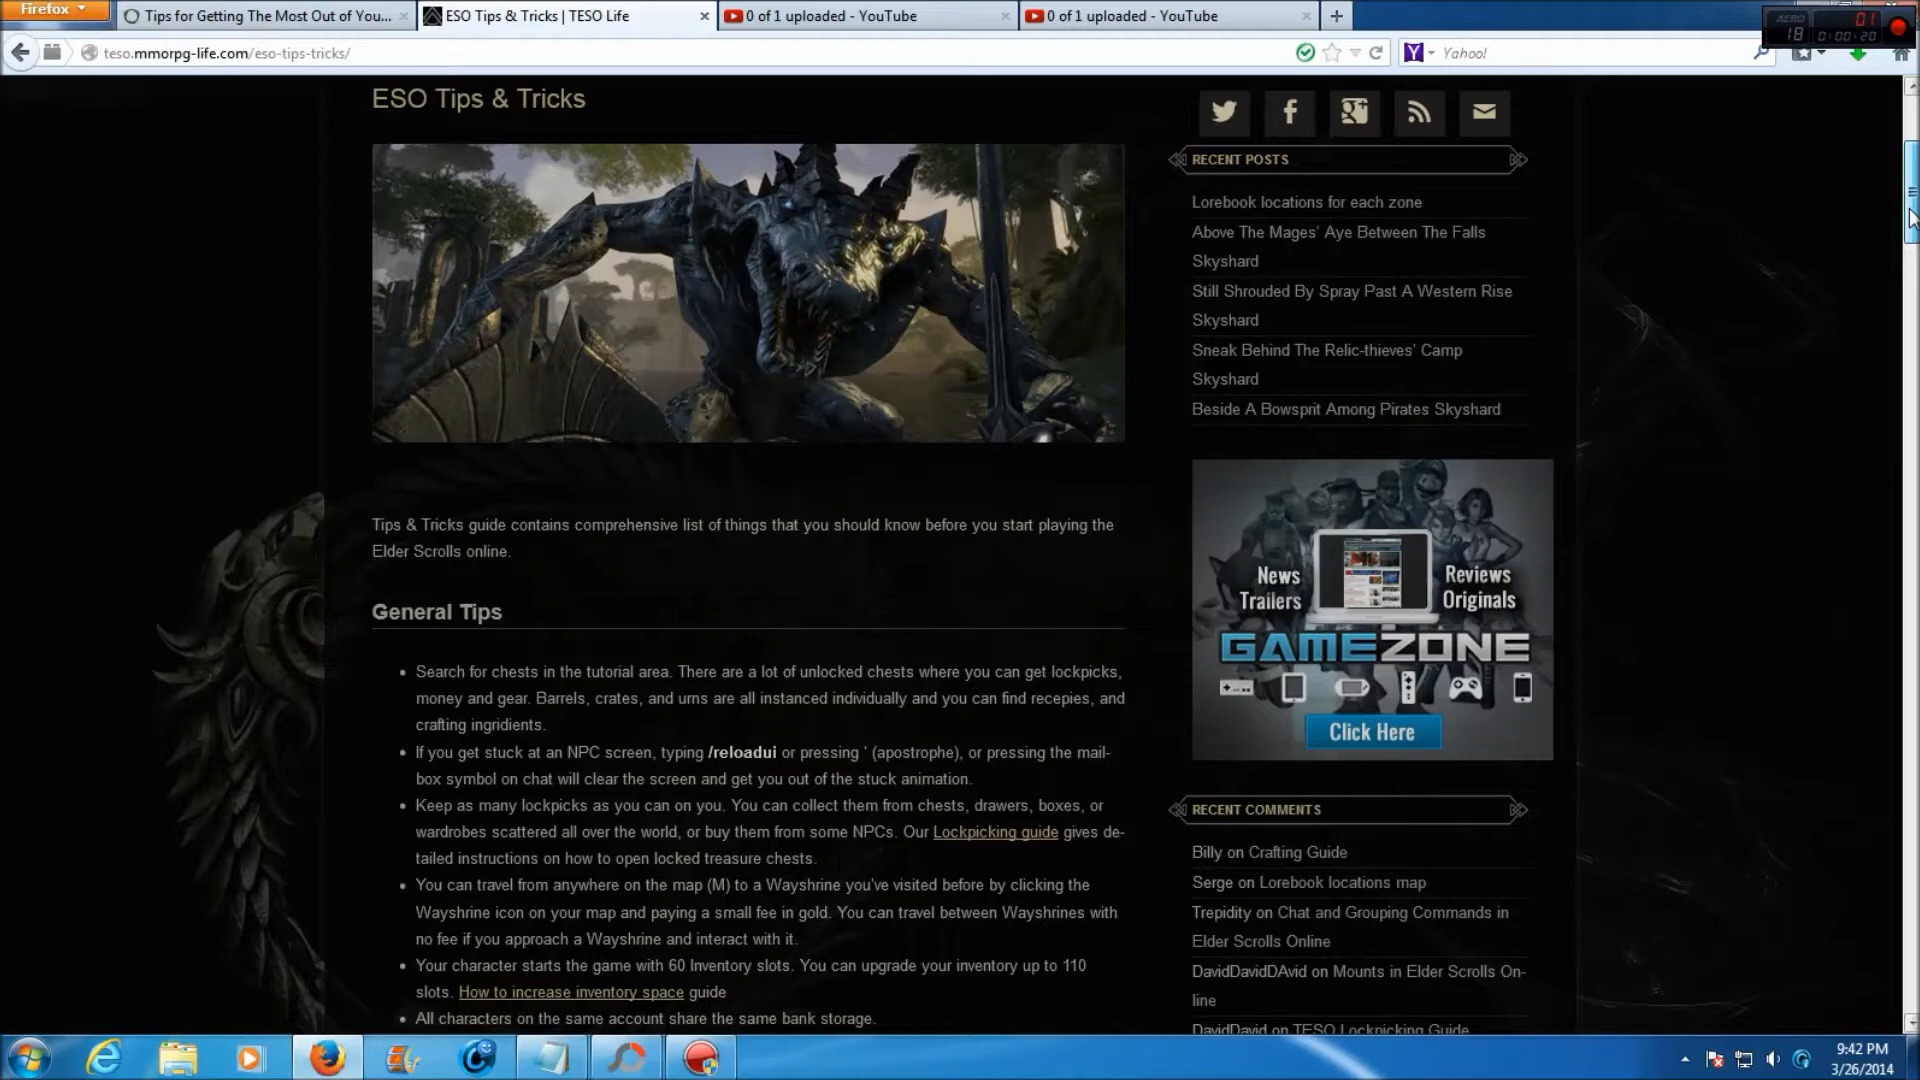 Firefox
Tips for Getting The Most Out of You...
ESO Tips & Tricks | TESO Life
0 of 1 uploaded - YouTube
0 of 1 uploaded - YouTube
teso.mmorpg-life.com/eso-tips-tricks/
Yahoo!
AERO
18
01
0:00:20
ESO Tips & Tricks
Tips & Tricks guide contains comprehensive list of things that you should know before you start playing the
Elder Scrolls online.
General Tips
• Search for chests in the tutorial area. There are a lot of unlocked chests where you can get lockpicks,
money and gear. Barrels, crates, and urns are all instanced individually and you can find recepies, and
crafting ingridients.
• If you get stuck at an NPC screen, typing /reloadui or pressing ' (apostrophe), or pressing the mail-
box symbol on chat will clear the screen and get you out of the stuck animation.
• Keep as many lockpicks as you can on you. You can collect them from chests, drawers, boxes, or
wardrobes scattered all over the world, or buy them from some NPCs. Our Lockpicking guide gives de-
tailed instructions on how to open locked treasure chests.
• You can travel from anywhere on the map (M) to a Wayshrine you've visited before by clicking the
Wayshrine icon on your map and paying a small fee in gold. You can travel between Wayshrines with
no fee if you approach a Wayshrine and interact with it.
• Your character starts the game with 60 Inventory slots. You can upgrade your inventory up to 110
slots. How to increase inventory space guide
• All characters on the same account share the same bank storage.
RECENT POSTS
Lorebook locations for each zone
Above The Mages' Aye Between The Falls
Skyshard
Still Shrouded By Spray Past A Western Rise
Skyshard
Sneak Behind The Relic-thieves' Camp
Skyshard
Beside A Bowsprit Among Pirates Skyshard
News
Trailers
Reviews
Originals
GAMEZONE
Click Here
RECENT COMMENTS
Billy on Crafting Guide
Serge on Lorebook locations map
Trepidity on Chat and Grouping Commands in
Elder Scrolls Online
DavidDavidDAvid on Mounts in Elder Scrolls On-
line
DavidDavid on TESO Lockpicking Guide
9:42 PM
3/26/2014